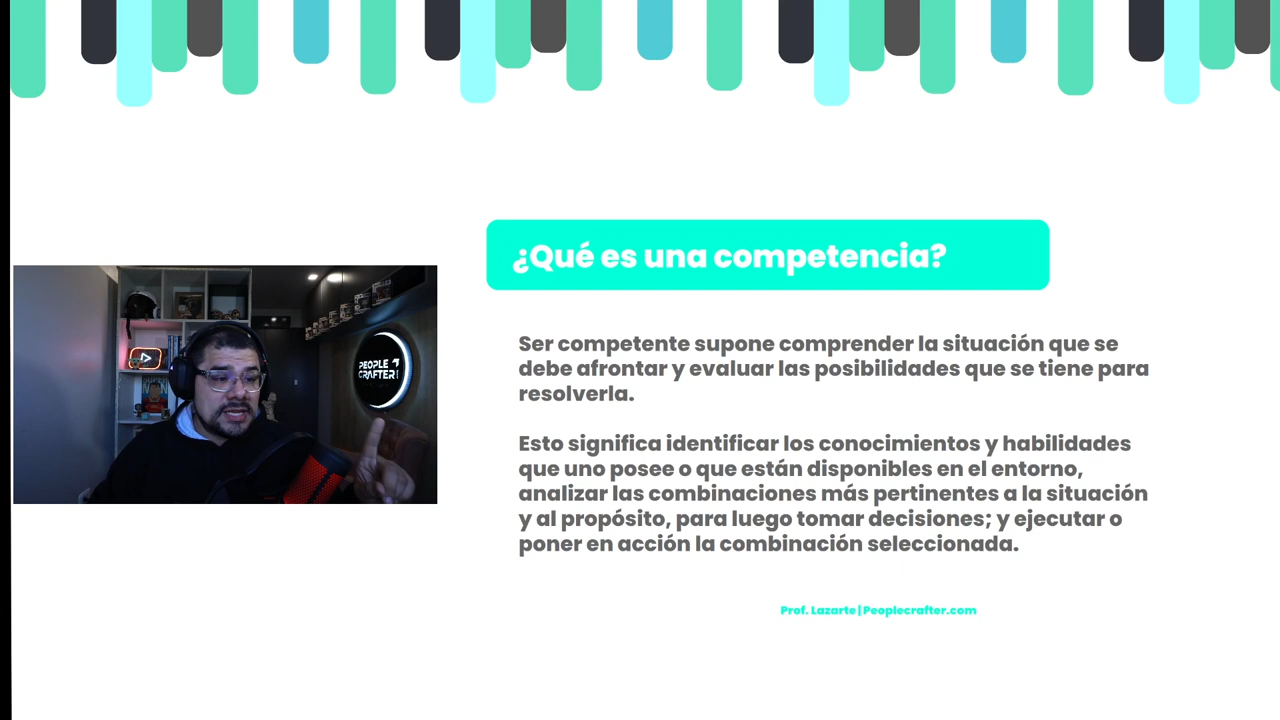 ¿Qué es una competencia?
PEOPLE
CRAFTER
Ser competente supone comprender la situación que se
debe afrontar y evaluar las posibilidades que se tiene para
resolverla.
Esto significa identificar los conocimientos y habilidades
que uno posee o que están disponibles en el entorno,
analizar las combinaciones más pertinentes a la situación
y al propósito, para luego tomar decisiones; y ejecutar o
poner en acción la combinación seleccionada.
Prof. Lazarte|Peoplecrafter.com